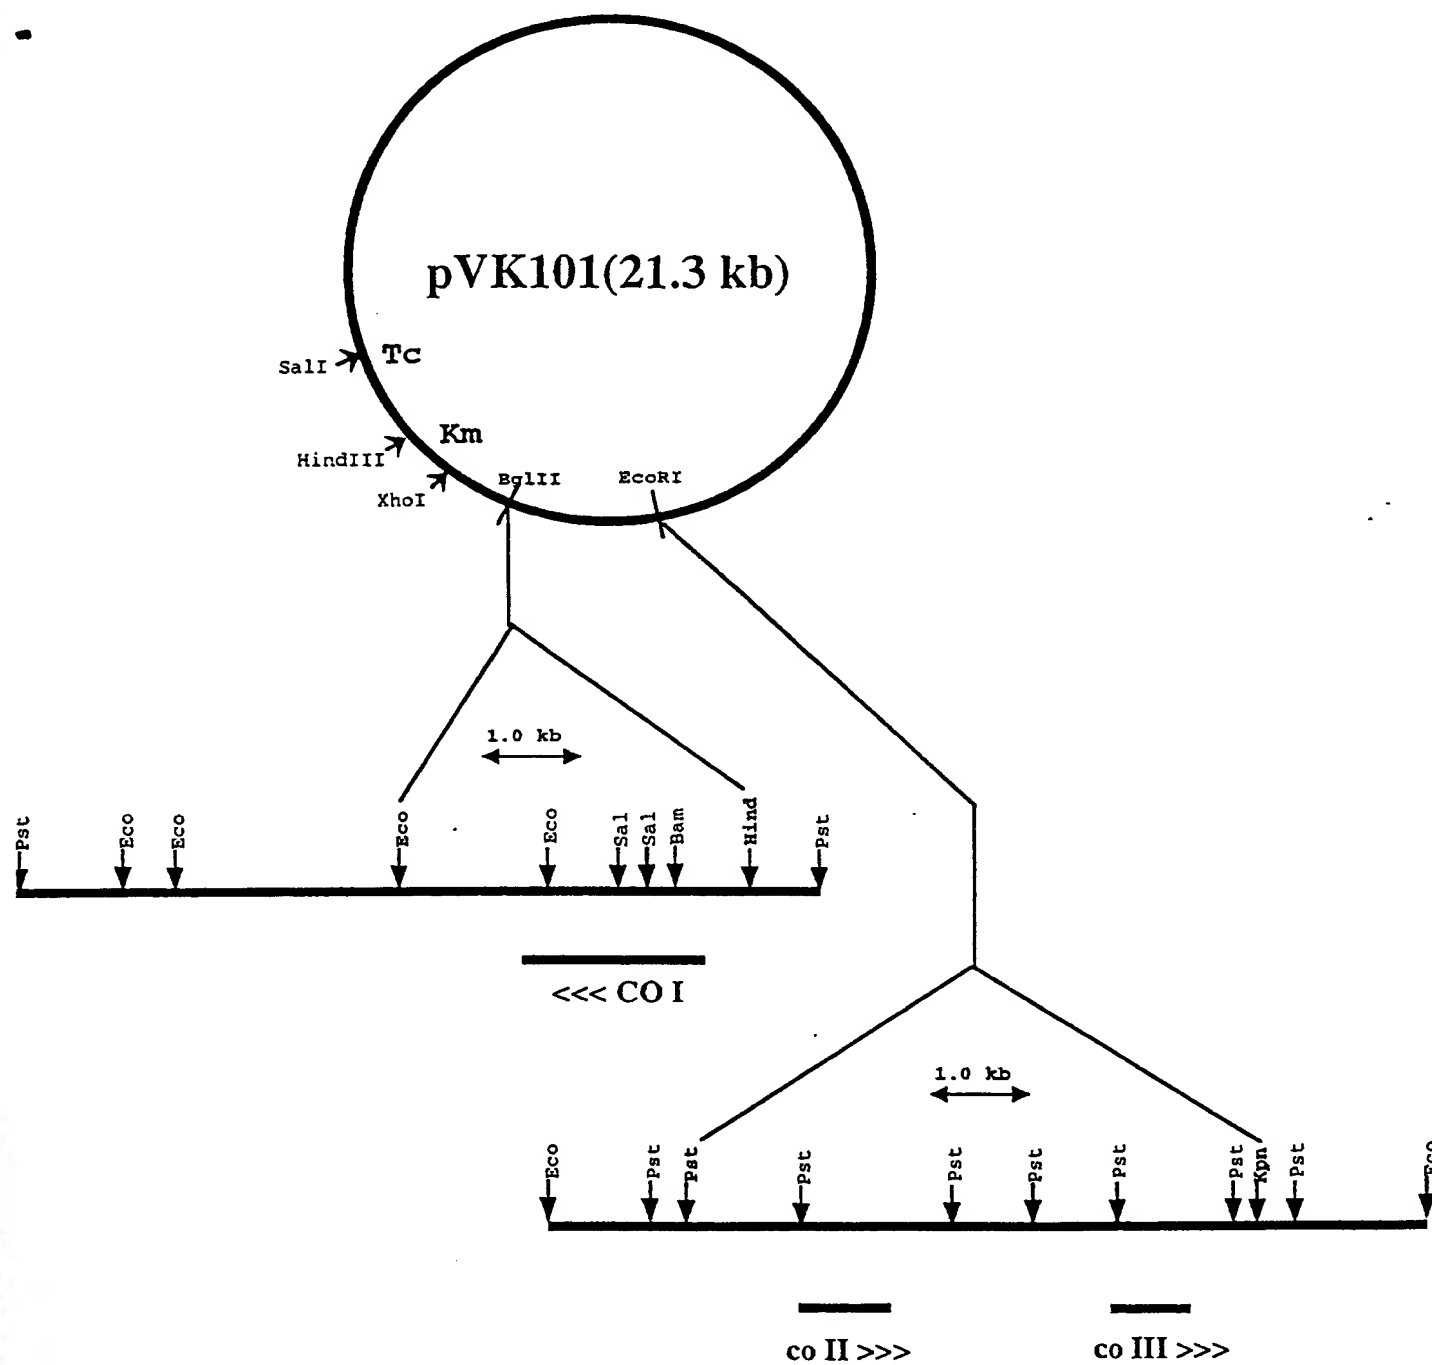 pVK101(21.3 kb)
SalI
Tc
Km
HindIII
XhoI
BglII
EcoRI
1.0 kb
Pst
Eco
Eco
Eco
Eco
Sal
Sal
Bam
Hind
Pst
<<< CO I
1.0 kb
Eco
Pst
Pst
Pst
Pst
Pst
Pst
Pst
Kpn
Pst
Eco
co II >>>
co III >>>